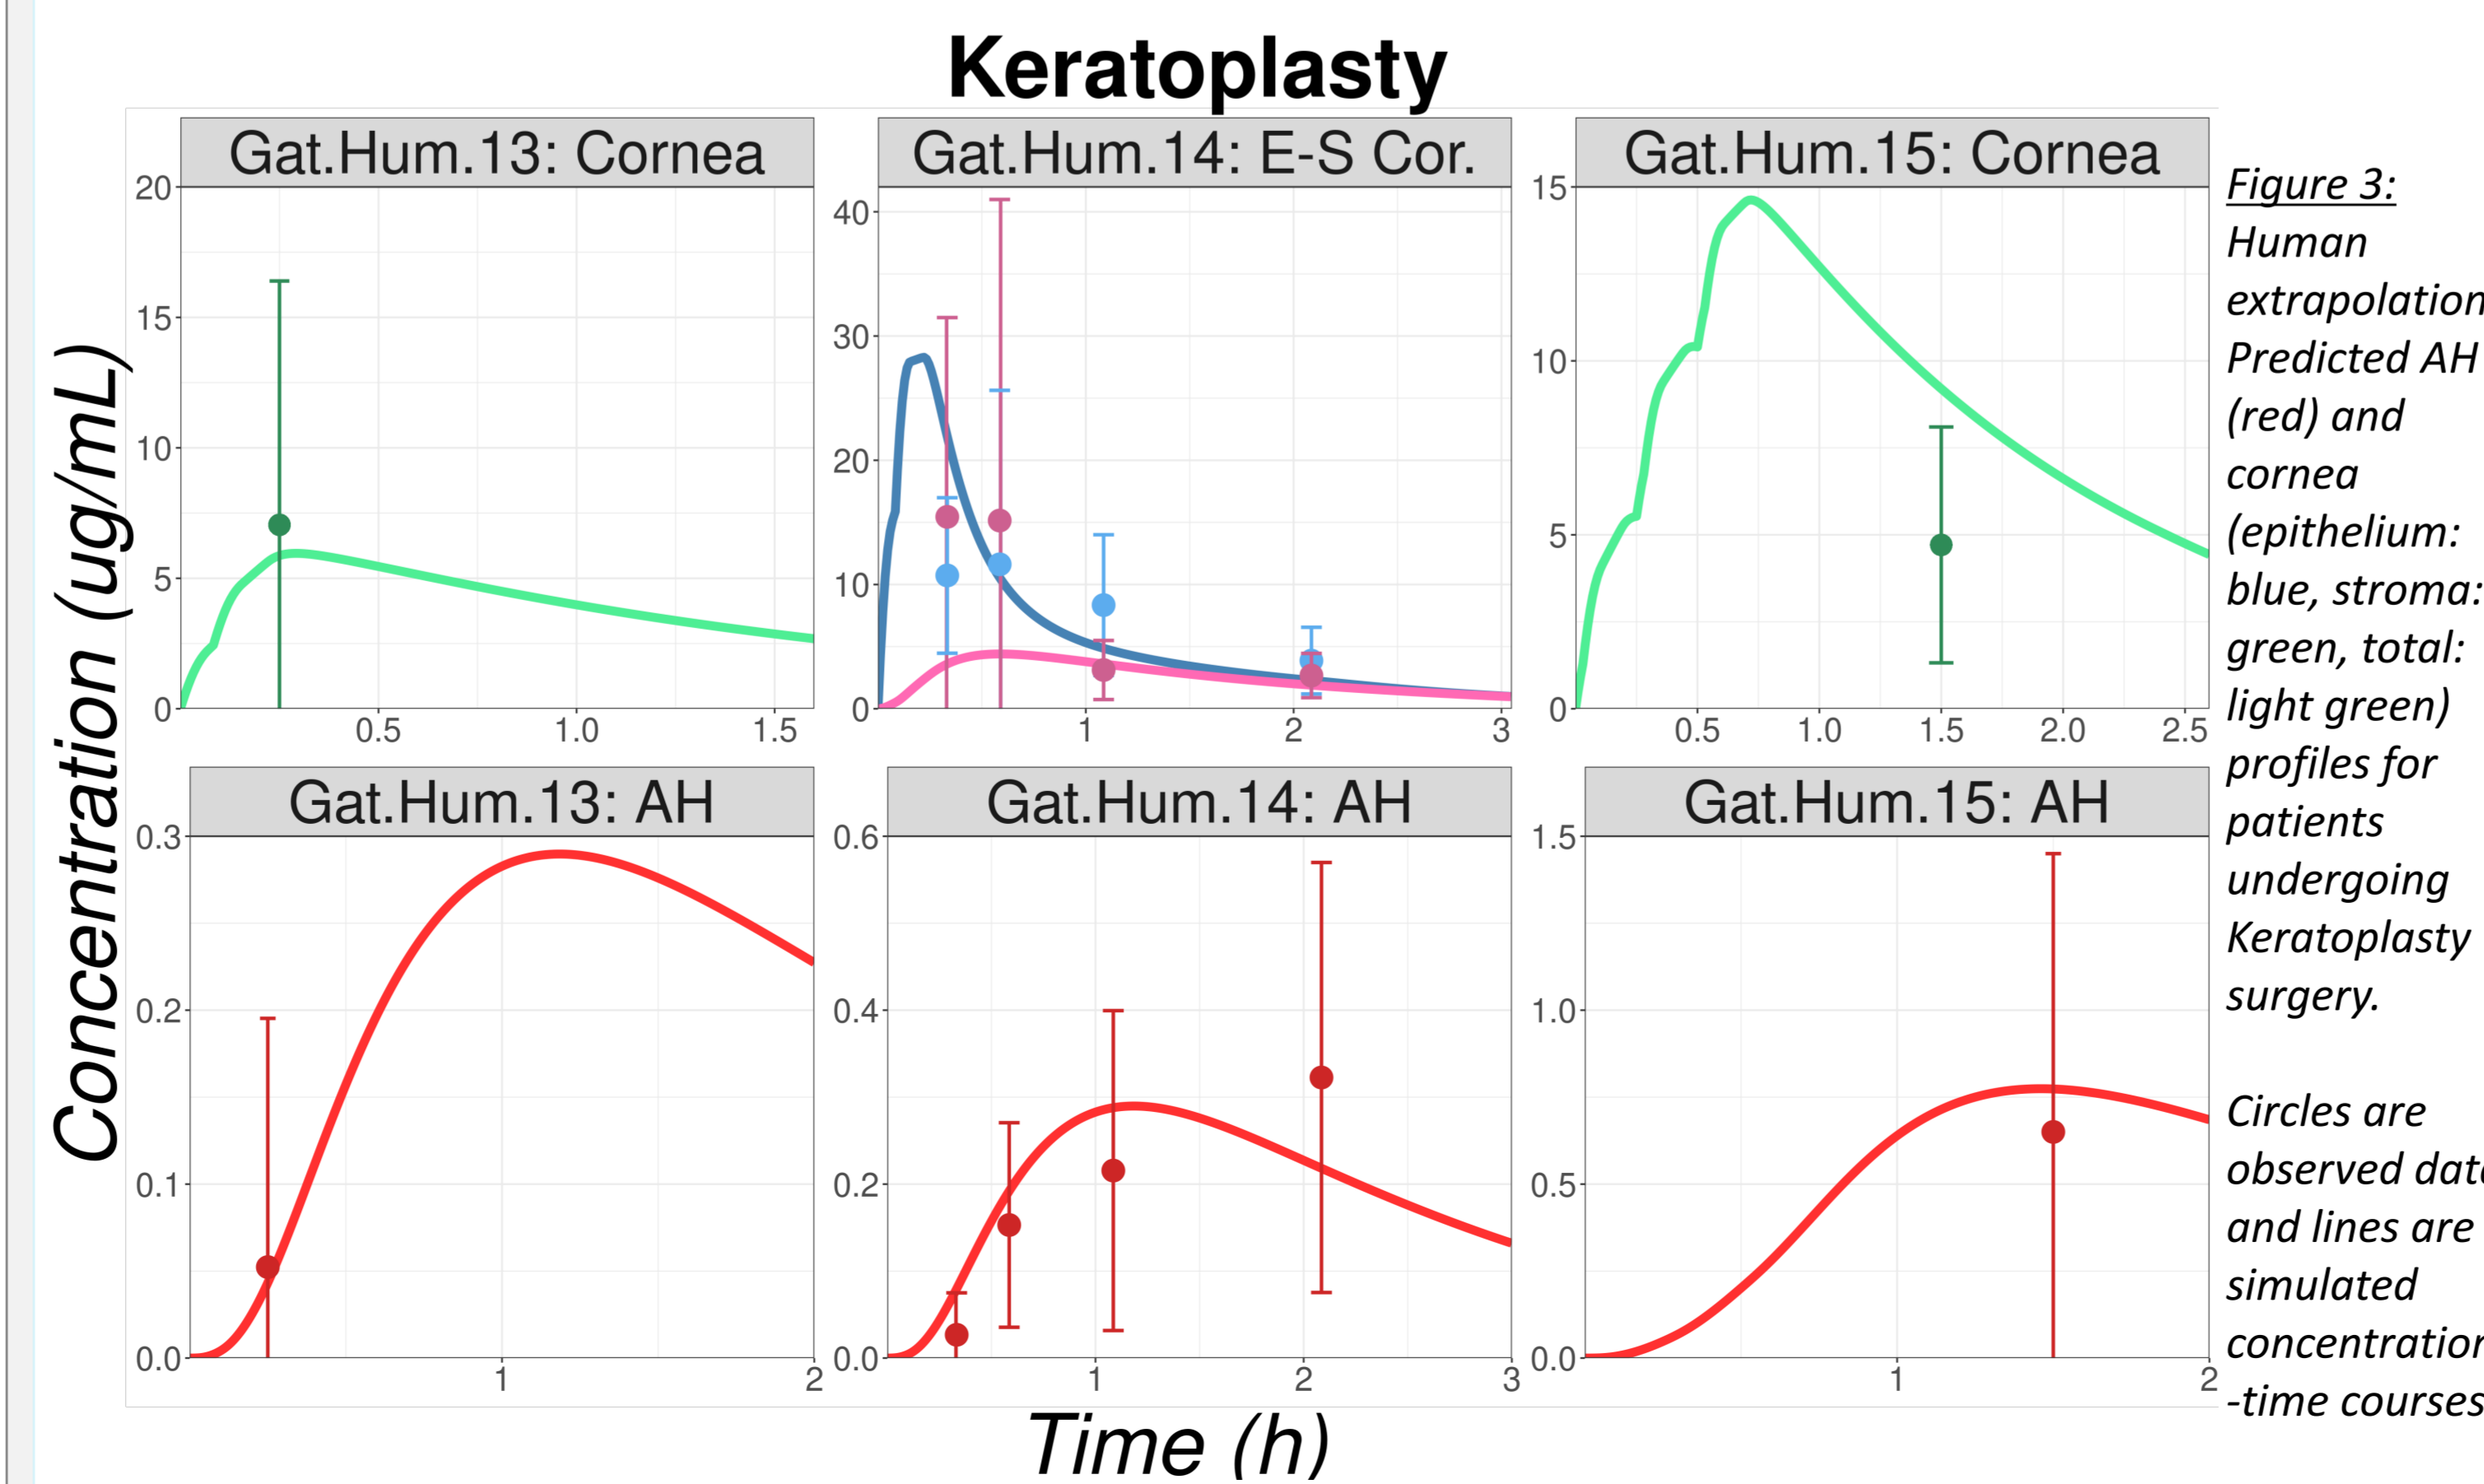 Keratoplasty
Gat.Hum.13: Cornea
Gat.Hum.14: E-S Cor.
Gat.Hum.15: Cornea
20
15
10
5
0
0.5
1.0
1.5
40
30
20
10
0
1
2
3
15
10
5
0
0.5
1.0
1.5
2.0
2.5
Concentration (ug/mL)
Gat.Hum.13: AH
Gat.Hum.14: AH
Gat.Hum.15: AH
0.3
0.2
0.1
0.0
1
2
0.6
0.4
0.2
0.0
1
2
3
1.5
1.0
0.5
0.0
1
2
Time (h)
Figure 3:
Human
extrapolation
Predicted AH
(red) and
cornea
(epithelium:
blue, stroma:
green, total:
light green)
profiles for
patients
undergoing
Keratoplasty
surgery.
Circles are
observed
and lines are
simulated
concentration
-time courses